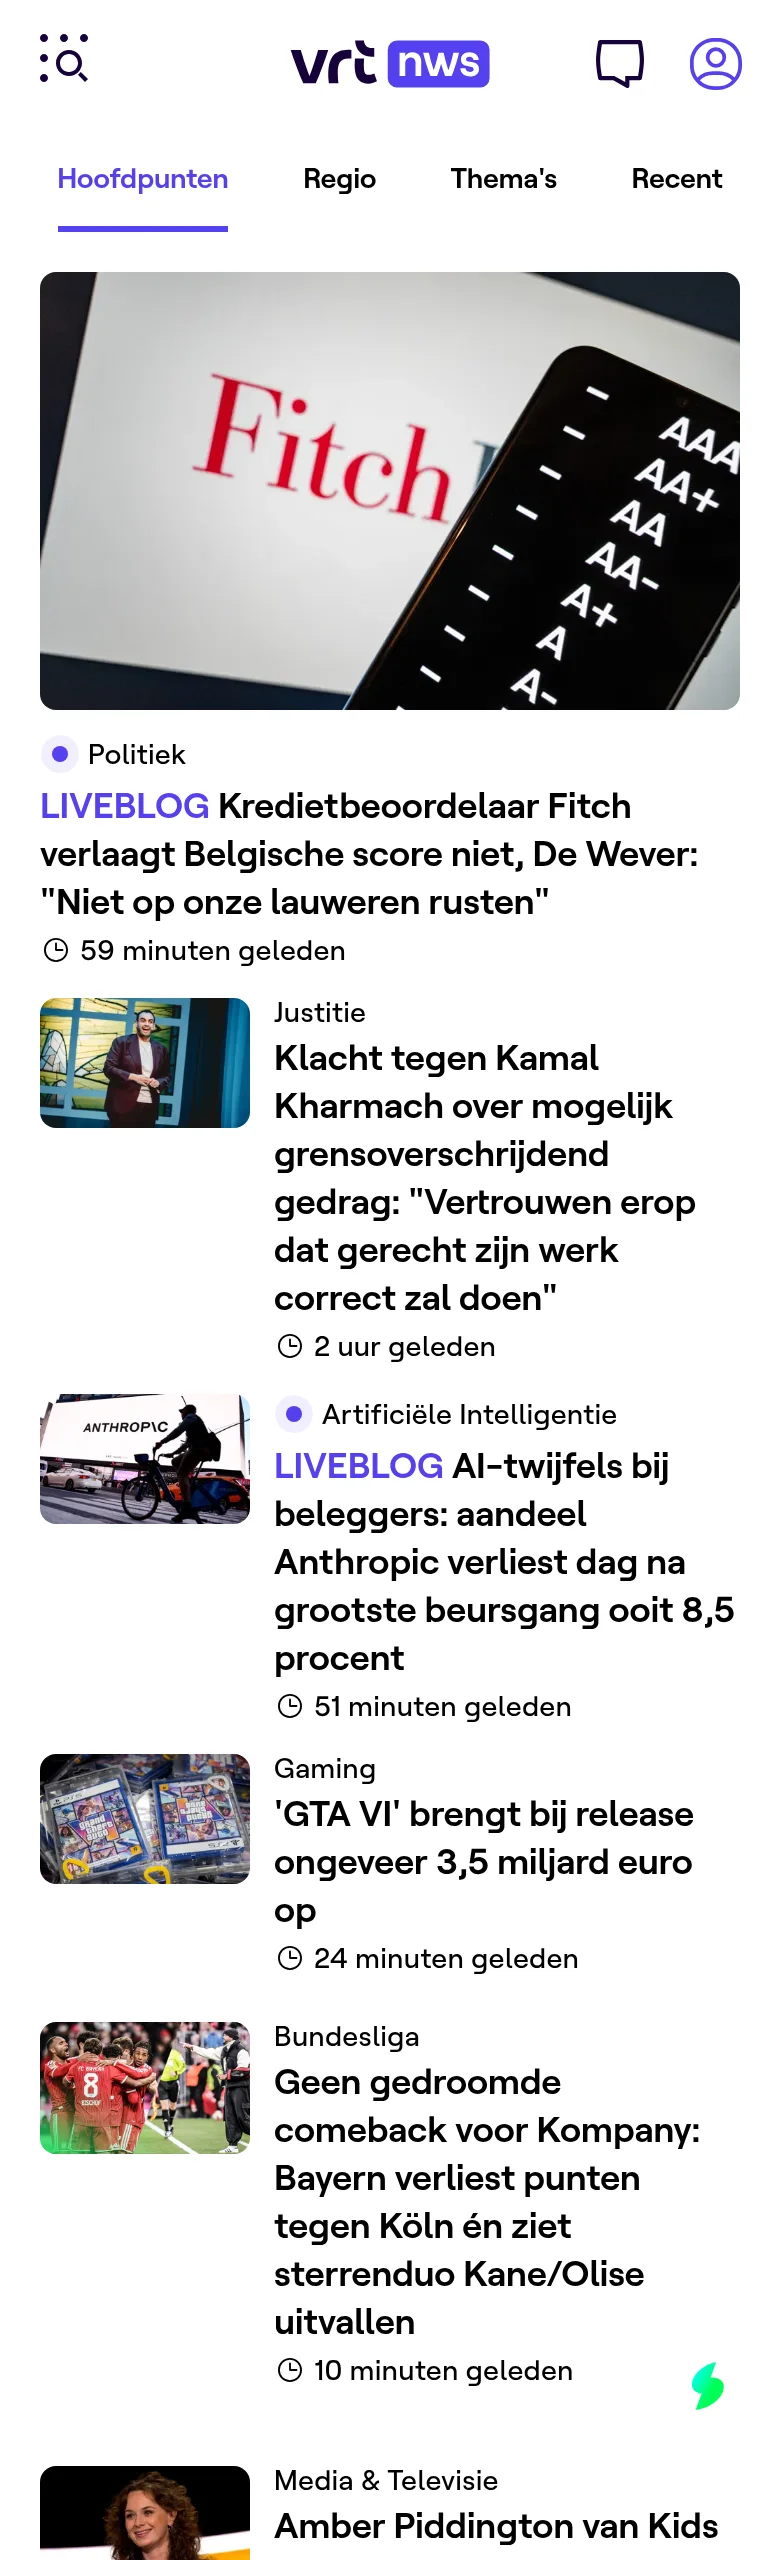 vrt nws
Hoofdpunten Regio Thema's Recent
Fitch
AAA
AA+
AA
AA-
A+
A
A-
Politiek
LIVEBLOG Kredietbeoordelaar Fitch
verlaagt Belgische score niet, De Wever:
"Niet op onze lauweren rusten"
59 minuten geleden
Justitie
Klacht tegen Kamal
Kharmach over mogelijk
grensoverschrijdend
gedrag: "Vertrouwen erop
dat gerecht zijn werk
correct zal doen"
2 uur geleden
ANTHROP\C
Artificiële Intelligentie
LIVEBLOG AI-twijfels bij
beleggers: aandeel
Anthropic verliest dag na
grootste beursgang ooit 8,5
procent
51 minuten geleden
grand
theft
auto
Gaming
'GTA VI' brengt bij release
ongeveer 3,5 miljard euro
op
24 minuten geleden
8
Bundesliga
Geen gedroomde
comeback voor Kompany:
Bayern verliest punten
tegen Köln én ziet
sterrenduo Kane/Olise
uitvallen
10 minuten geleden
Media & Televisie
Amber Piddington van Kids